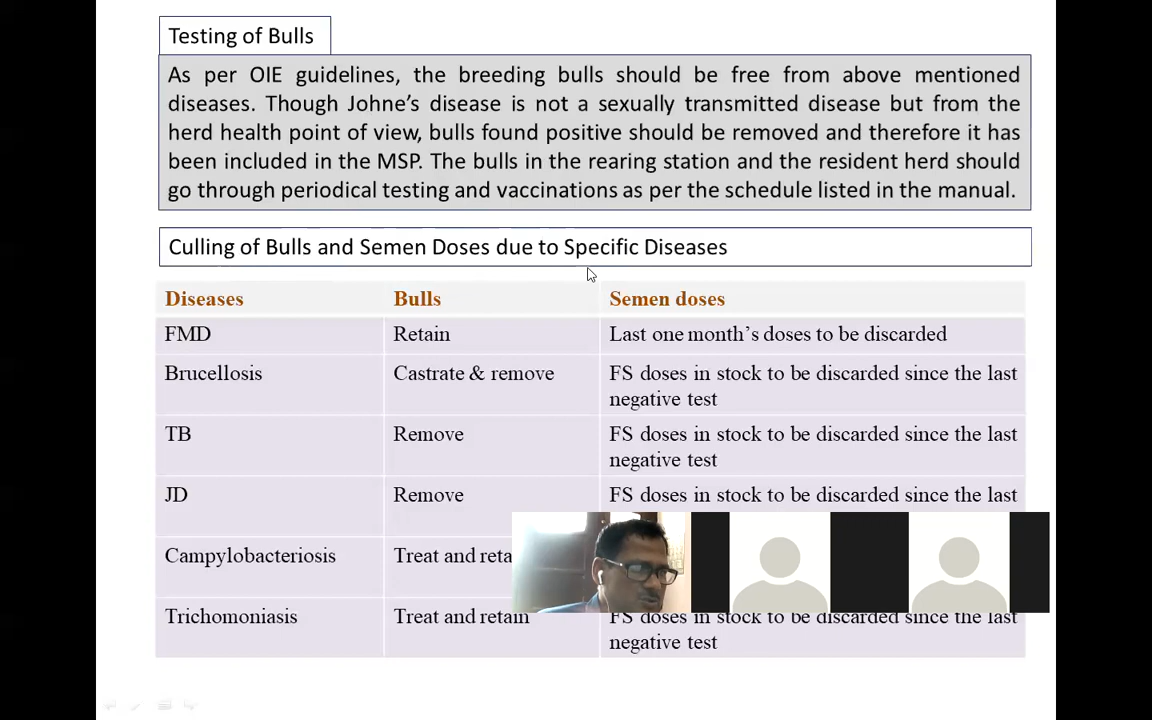 Testing of Bulls
As per OIE guidelines, the breeding bulls should be free from above mentioned
diseases. Though Johne’s disease is not a sexually transmitted disease but from the
herd health point of view, bulls found positive should be removed and therefore it has
been included in the MSP. The bulls in the rearing station and the resident herd should
go through periodical testing and vaccinations as per the schedule listed in the manual.
Culling of Bulls and Semen Doses due to Specific Diseases
Diseases Bulls Semen doses
FMD Retain Last one month’s doses to be discarded
Brucellosis Castrate & remove FS doses in stock to be discarded since the last
negative test
TB Remove FS doses in stock to be discarded since the last
negative test
JD Remove FS doses in stock to be discarded since the last
Campylobacteriosis Treat and
Trichomoniasis Treat and retain FS doses in stock to be discarded since the last
negative test